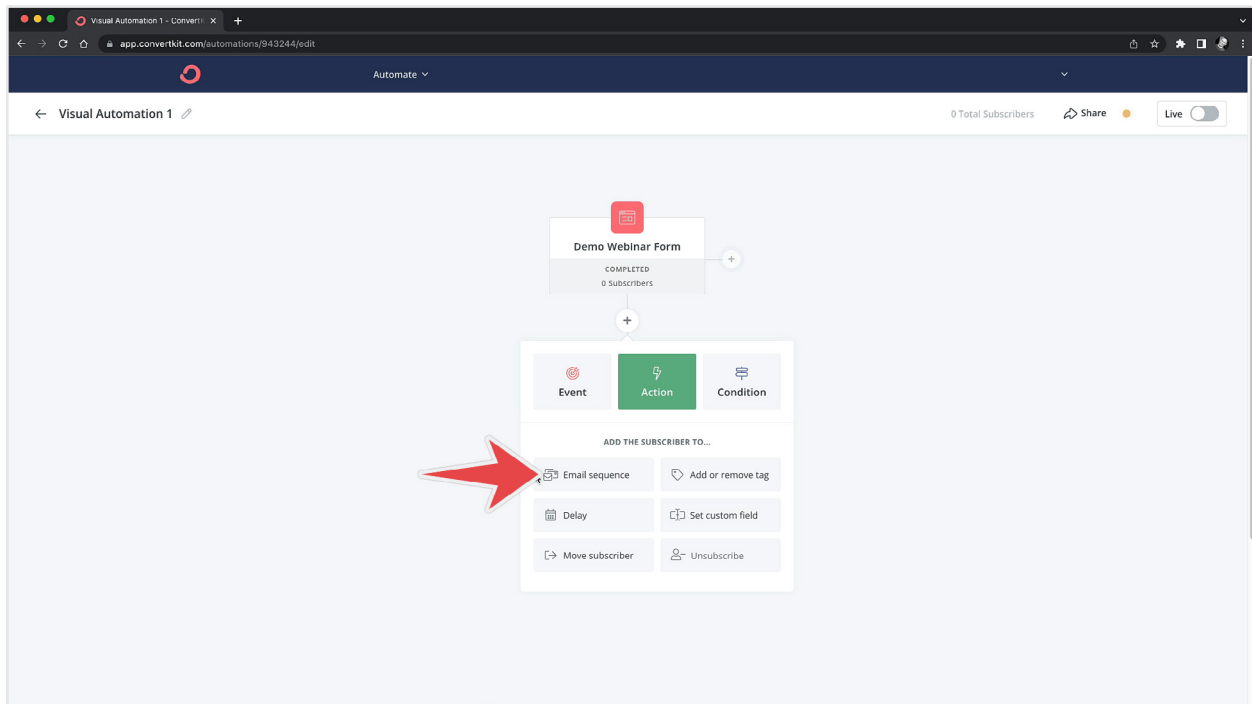 Visual Automation 1 - ConvertK
app.convertkit.com/automations/943244/edit
Automate
Visual Automation 1
0 Total Subscribers
Share
Live
Demo Webinar Form
COMPLETED
0 Subscribers
Event
Action
Condition
ADD THE SUBSCRIBER TO...
Email sequence
Add or remove tag
Delay
Set custom field
Move subscriber
Unsubscribe